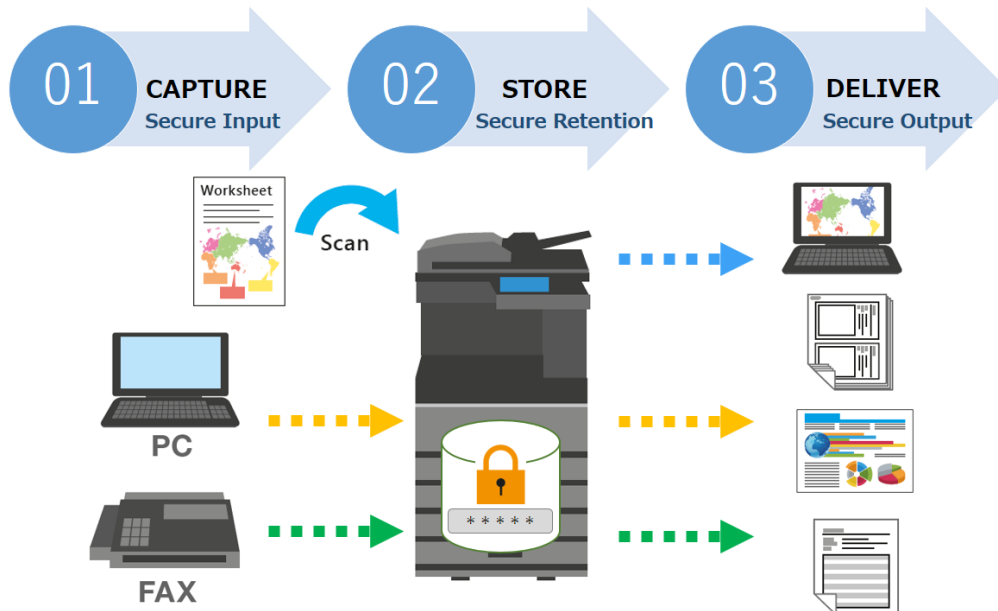 01
CAPTURE
Secure Input
02
STORE
Secure Retention
03
DELIVER
Secure Output
Worksheet
Scan
PC
* * * * *
FAX